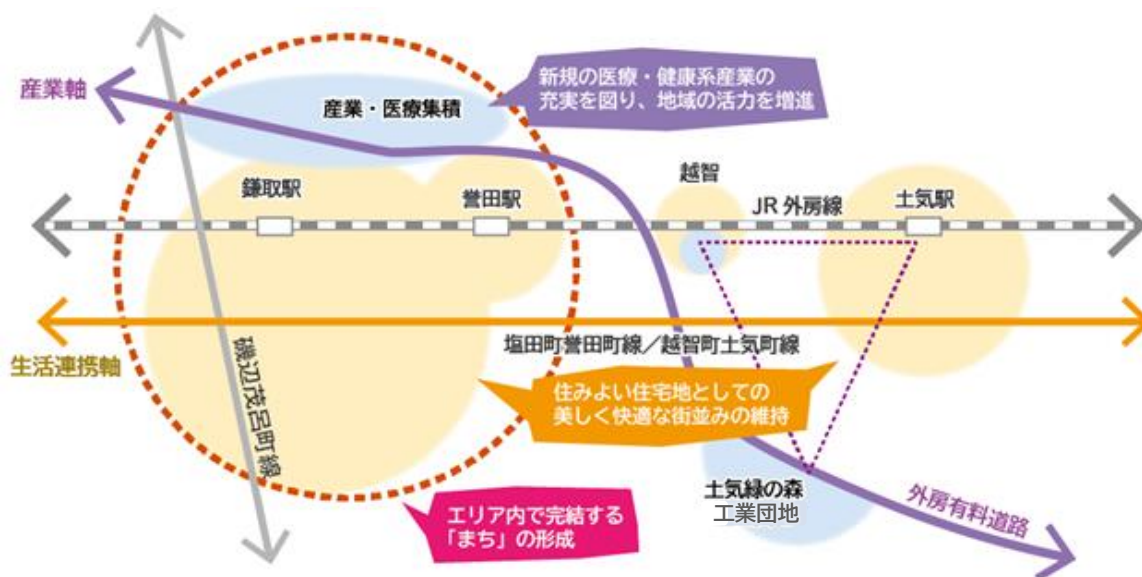 産業軸
産業・医療集積
新規の医療・健康系産業の
充実を図り、地域の活力を増進
鎌取駅
誉田駅
越智
JR 外房線
土気駅
塩田町誉田町線／越智町土気町線
生活連携軸
磯辺茂呂町線
住みよい住宅地としての
美しく快適な街並みの維持
エリア内で完結する
「まち」の形成
土気緑の森
工業団地
外房有料道路